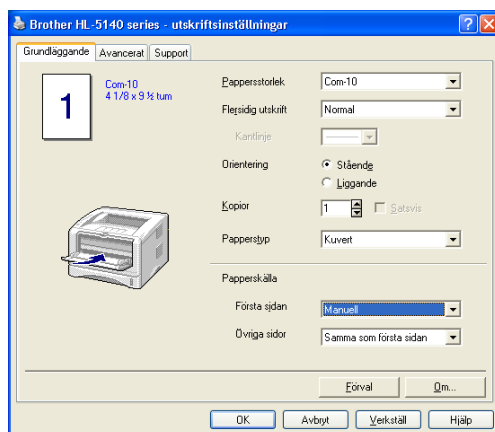 Brother HL-5140 series - utskriftsinställningar
Grundläggande Avancerat Support
1
Com-10
4 1/8 x 9 ½ tum
Pappersstorlek Com-10
Flersidig utskrift Normal
Kantlinje
Orientering Stående
Liggande
Kopior 1 Satsvis
Papperstyp Kuvert
Papperskälla
Första sidan Manuell
Övriga sidor Samma som första sidan
Förval Om...
OK Avbryt Verkställ Hjälp